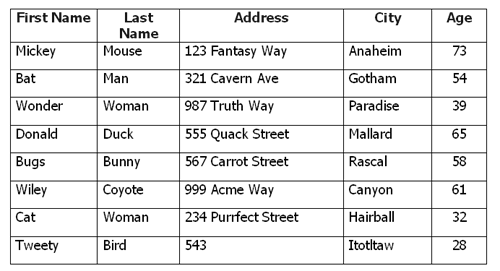 First Name Last Name Address City Age
Mickey Mouse 123 Fantasy Way Anaheim 73
Bat Man 321 Cavern Ave Gotham 54
Wonder Woman 987 Truth Way Paradise 39
Donald Duck 555 Quack Street Mallard 65
Bugs Bunny 567 Carrot Street Rascal 58
Wiley Coyote 999 Acme Way Canyon 61
Cat Woman 234 Purrfect Street Hairball 32
Tweety Bird 543 Itotltaw 28